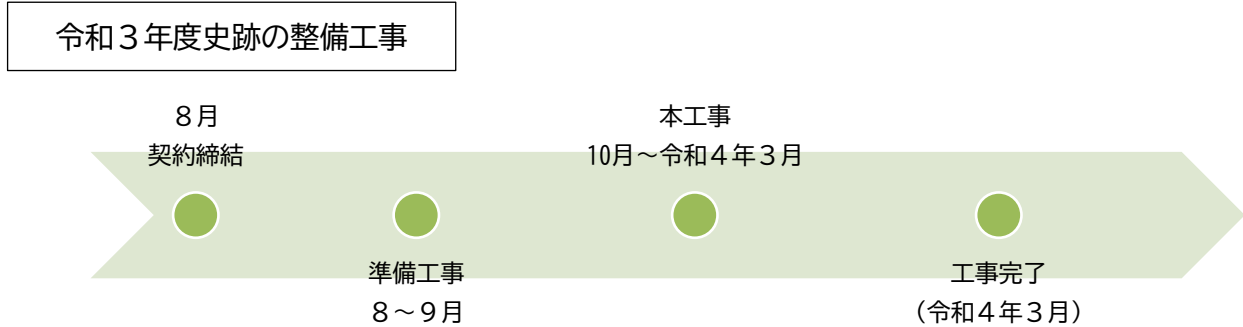 令和３年度史跡の整備工事
８月
契約締結
準備工事
８～９月
本工事
10月～令和４年３月
工事完了
（令和４年３月）